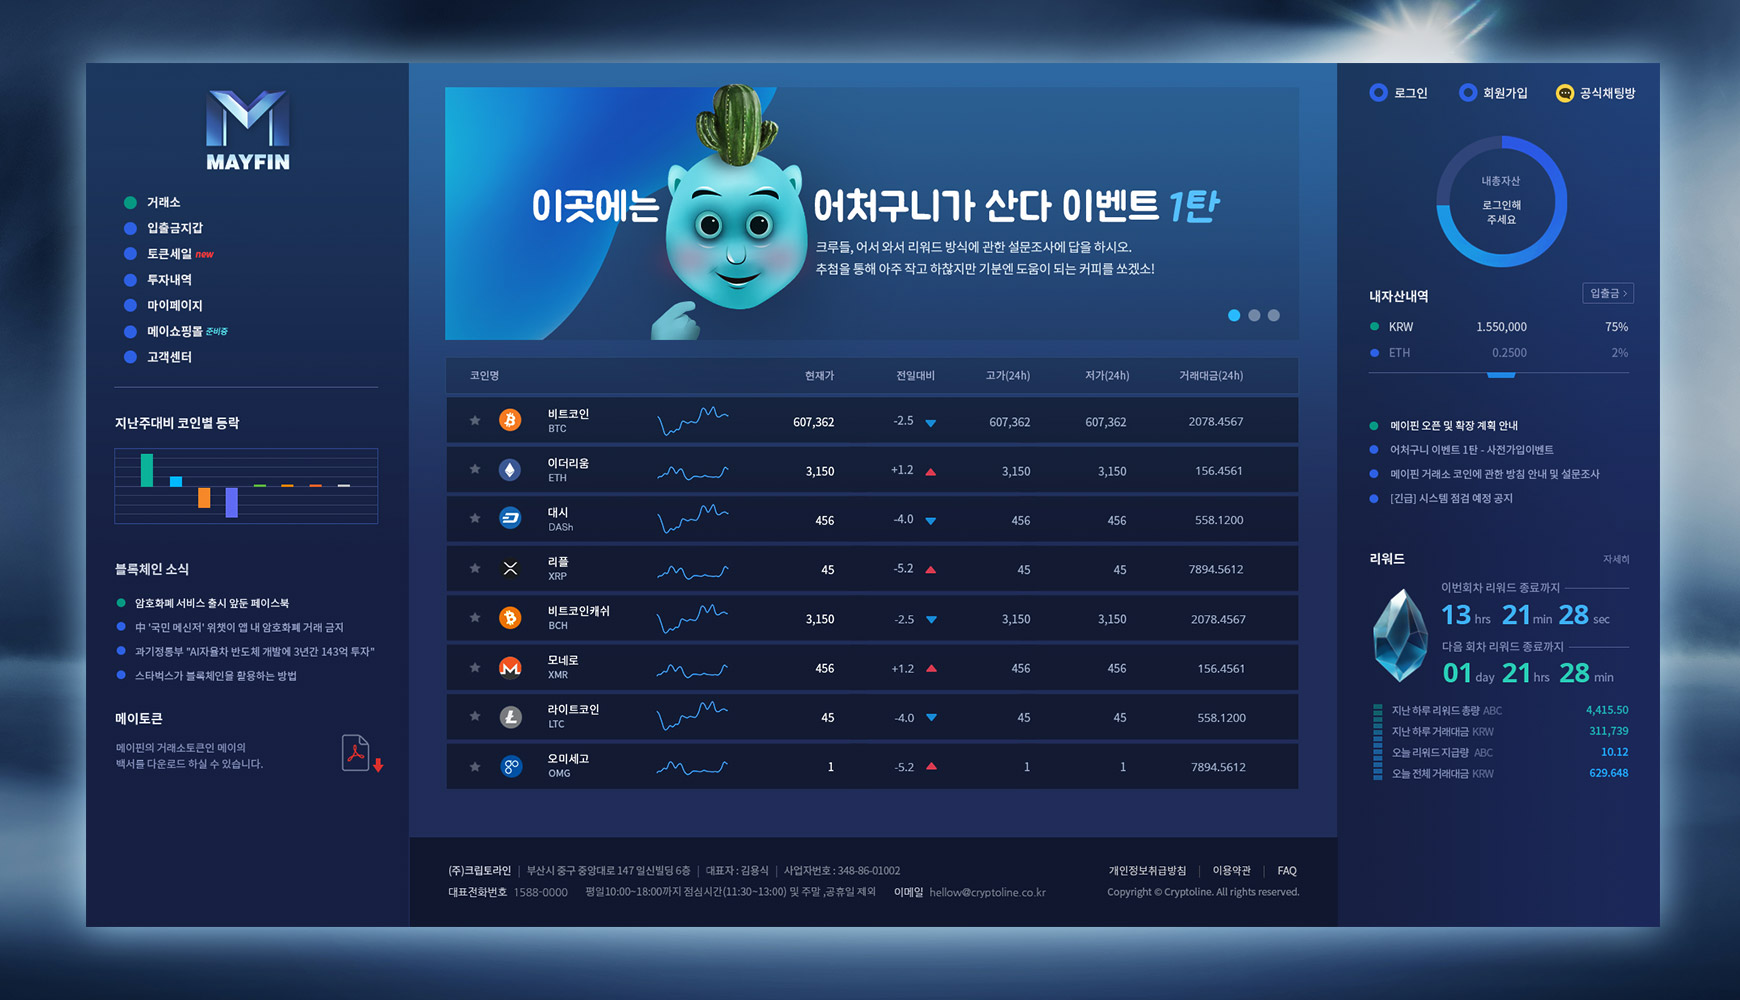 MAYFIN
거래소
입출금지갑
토큰세일 new
투자내역
마이페이지
메이쇼핑몰 준비중
고객센터
지난주대비 코인별 등락
블록체인 소식
암호화폐 서비스 출시 앞둔 페이스북
中 '국민 메신저' 위챗이 앱 내 암호화폐 거래 금지
과기정통부 "AI자율차 반도체 개발에 3년간 143억 투자"
스타벅스가 블록체인을 활용하는 방법
메이토큰
메이핀의 거래소토큰인 메이의
백서를 다운로드 하실 수 있습니다.
이곳에는 어처구니가 산다 이벤트 1탄
크루들, 어서 와서 리워드 방식에 관한 설문조사에 답을 하시오.
추첨을 통해 아주 작고 하찮지만 기분엔 도움이 되는 커피를 쏘겠소!
코인명 현재가 전일대비 고가(24h) 저가(24h) 거래대금(24h)
비트코인 BTC 607,362 -2.5 607,362 607,362 2078.4567
이더리움 ETH 3,150 +1.2 3,150 3,150 156.4561
대시 DASh 456 -4.0 456 456 558.1200
리플 XRP 45 -5.2 45 45 7894.5612
비트코인캐쉬 BCH 3,150 -2.5 3,150 3,150 2078.4567
모네로 XMR 456 +1.2 456 456 156.4561
라이트코인 LTC 45 -4.0 45 45 558.1200
오미세고 OMG 1 -5.2 1 1 7894.5612
(주)크립토라인 | 부산시 중구 중앙대로 147 일신빌딩 6층 | 대표자 : 김용식 | 사업자번호 : 348-86-01002
대표전화번호 1588-0000 평일10:00~18:00까지 점심시간(11:30~13:00) 및 주말 ,공휴일 제외 이메일 hellow@cryptoline.co.kr
개인정보취급방침 | 이용약관 | FAQ
Copyright © Cryptoline. All rights reserved.
로그인 회원가입 공식채팅방
내총자산
로그인해
주세요
내자산내역 입출금 >
KRW 1.550,000 75%
ETH 0.2500 2%
메이핀 오픈 및 확장 계획 안내
어처구니 이벤트 1탄 - 사전가입이벤트
메이핀 거래소 코인에 관한 방침 안내 및 설문조사
[긴급] 시스템 점검 예정 공지
리워드 자세히
이번회차 리워드 종료까지
13 hrs 21 min 28 sec
다음 회차 리워드 종료까지
01 day 21 hrs 28 min
지난 하루 리워드 총량 ABC 4,415.50
지난 하루 거래대금 KRW 311,739
오늘 리워드 지급량 ABC 10.12
오늘 전체 거래대금 KRW 629.648